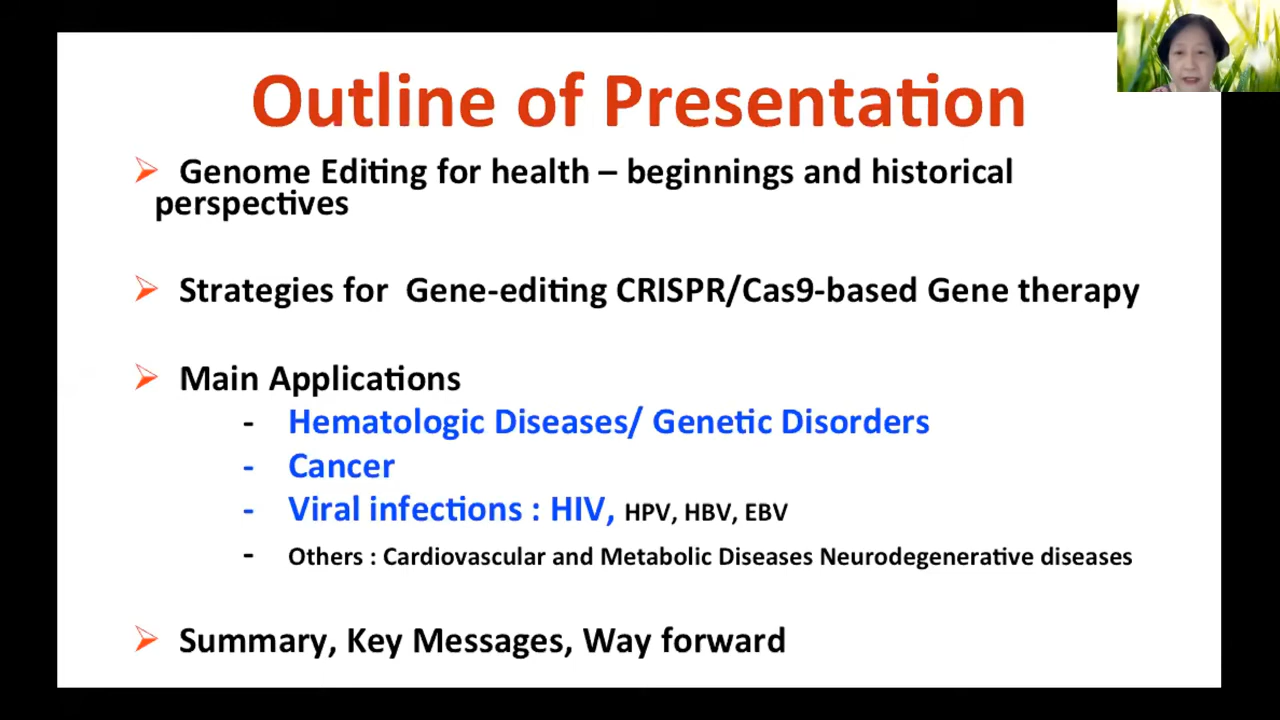 Outline of Presentation
➢ Genome Editing for health – beginnings and historical
perspectives
➢ Strategies for Gene-editing CRISPR/Cas9-based Gene therapy
➢ Main Applications
- Hematologic Diseases/ Genetic Disorders
- Cancer
- Viral infections : HIV, HPV, HBV, EBV
- Others : Cardiovascular and Metabolic Diseases Neurodegenerative diseases
➢ Summary, Key Messages, Way forward